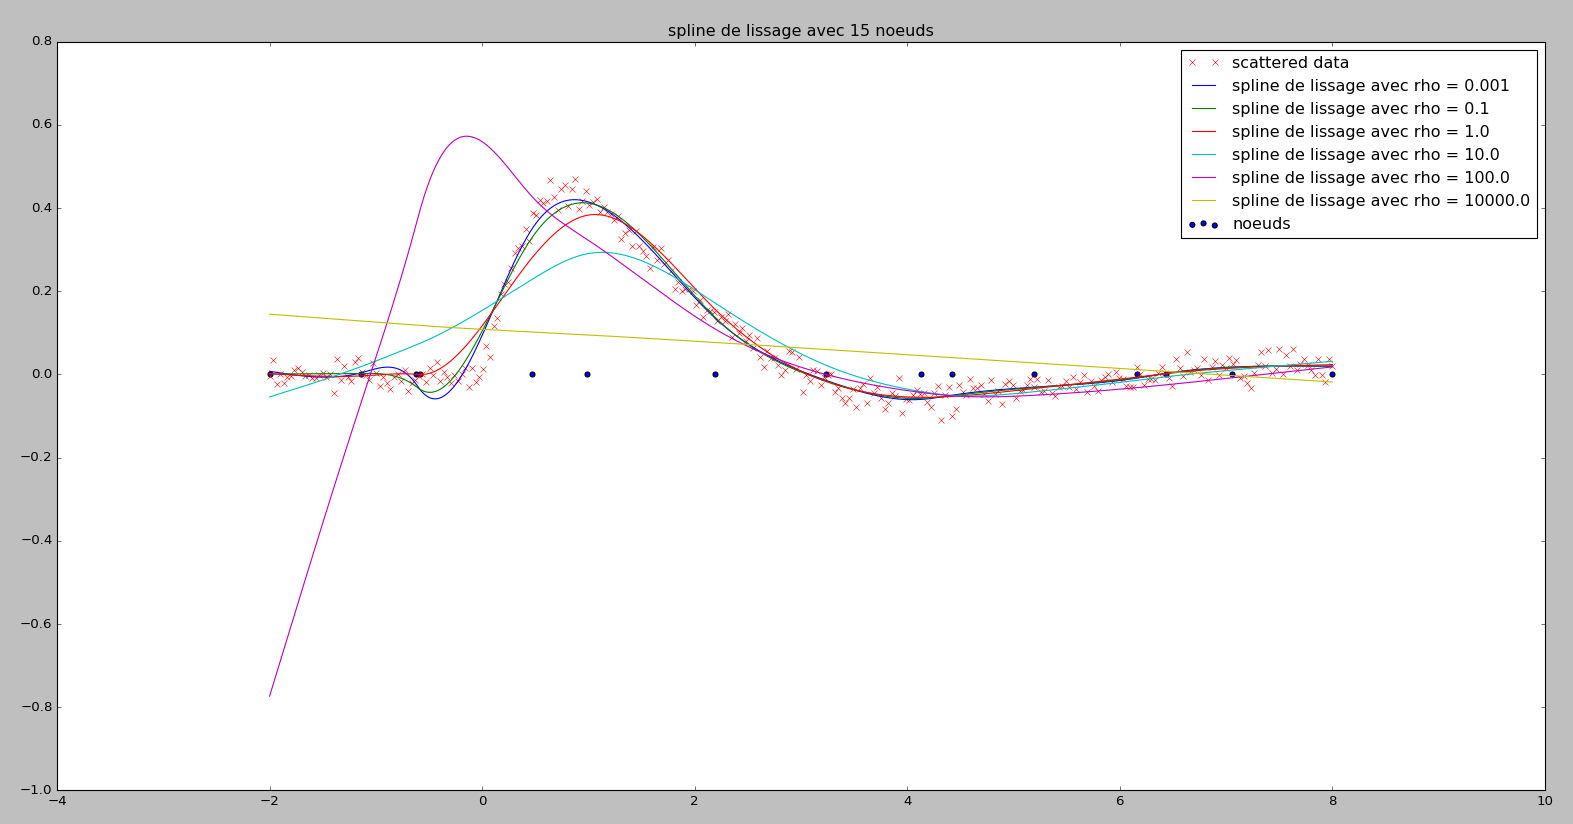 spline de lissage avec 15 noeuds
0.8
0.6
0.4
0.2
0.0
−0.2
−0.4
−0.6
−0.8
−1.0
−4
−2
0
2
4
6
8
10
scattered data
spline de lissage avec rho = 0.001
spline de lissage avec rho = 0.1
spline de lissage avec rho = 1.0
spline de lissage avec rho = 10.0
spline de lissage avec rho = 100.0
spline de lissage avec rho = 10000.0
noeuds